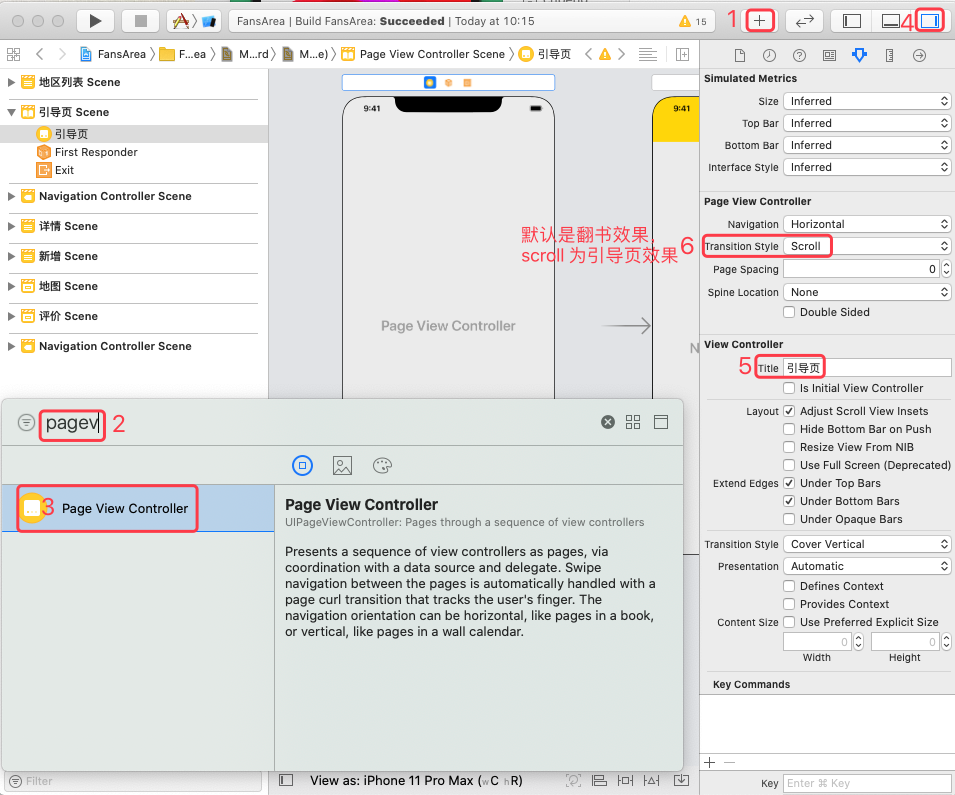 FansArea | Build FansArea: Succeeded | Today at 10:15
15
1
4
FansArea
F...ea
M...rd
M...e)
Page View Controller Scene
引导页
地区列表 Scene
引导页 Scene
引导页
First Responder
Exit
Navigation Controller Scene
详情 Scene
新增 Scene
地图 Scene
评价 Scene
Navigation Controller Scene
9:41
9:41
Page View Controller
N
默认是翻书效果,
scroll 为引导页效果
6
5
Simulated Metrics
Size Inferred
Top Bar Inferred
Bottom Bar Inferred
Interface Style Inferred
Page View Controller
Navigation Horizontal
Transition Style Scroll
Page Spacing 0
Spine Location None
Double Sided
View Controller
Title 引导页
Is Initial View Controller
Layout Adjust Scroll View Insets
Hide Bottom Bar on Push
Resize View From NIB
Use Full Screen (Deprecated)
Extend Edges Under Top Bars
Under Bottom Bars
Under Opaque Bars
Transition Style Cover Vertical
Presentation Automatic
Defines Context
Provides Context
Content Size Use Preferred Explicit Size
0 0
Width Height
Key Commands
Key Enter ⌘ Key
pagev
2
3
Page View Controller
Page View Controller
UIPageViewController: Pages through a sequence of view controllers
Presents a sequence of view controllers as pages, via
coordination with a data source and delegate. Swipe
navigation between the pages is automatically handled with a
page curl transition that tracks the user's finger. The
navigation orientation can be horizontal, like pages in a book,
or vertical, like pages in a wall calendar.
Filter
View as: iPhone 11 Pro Max (wC hR)